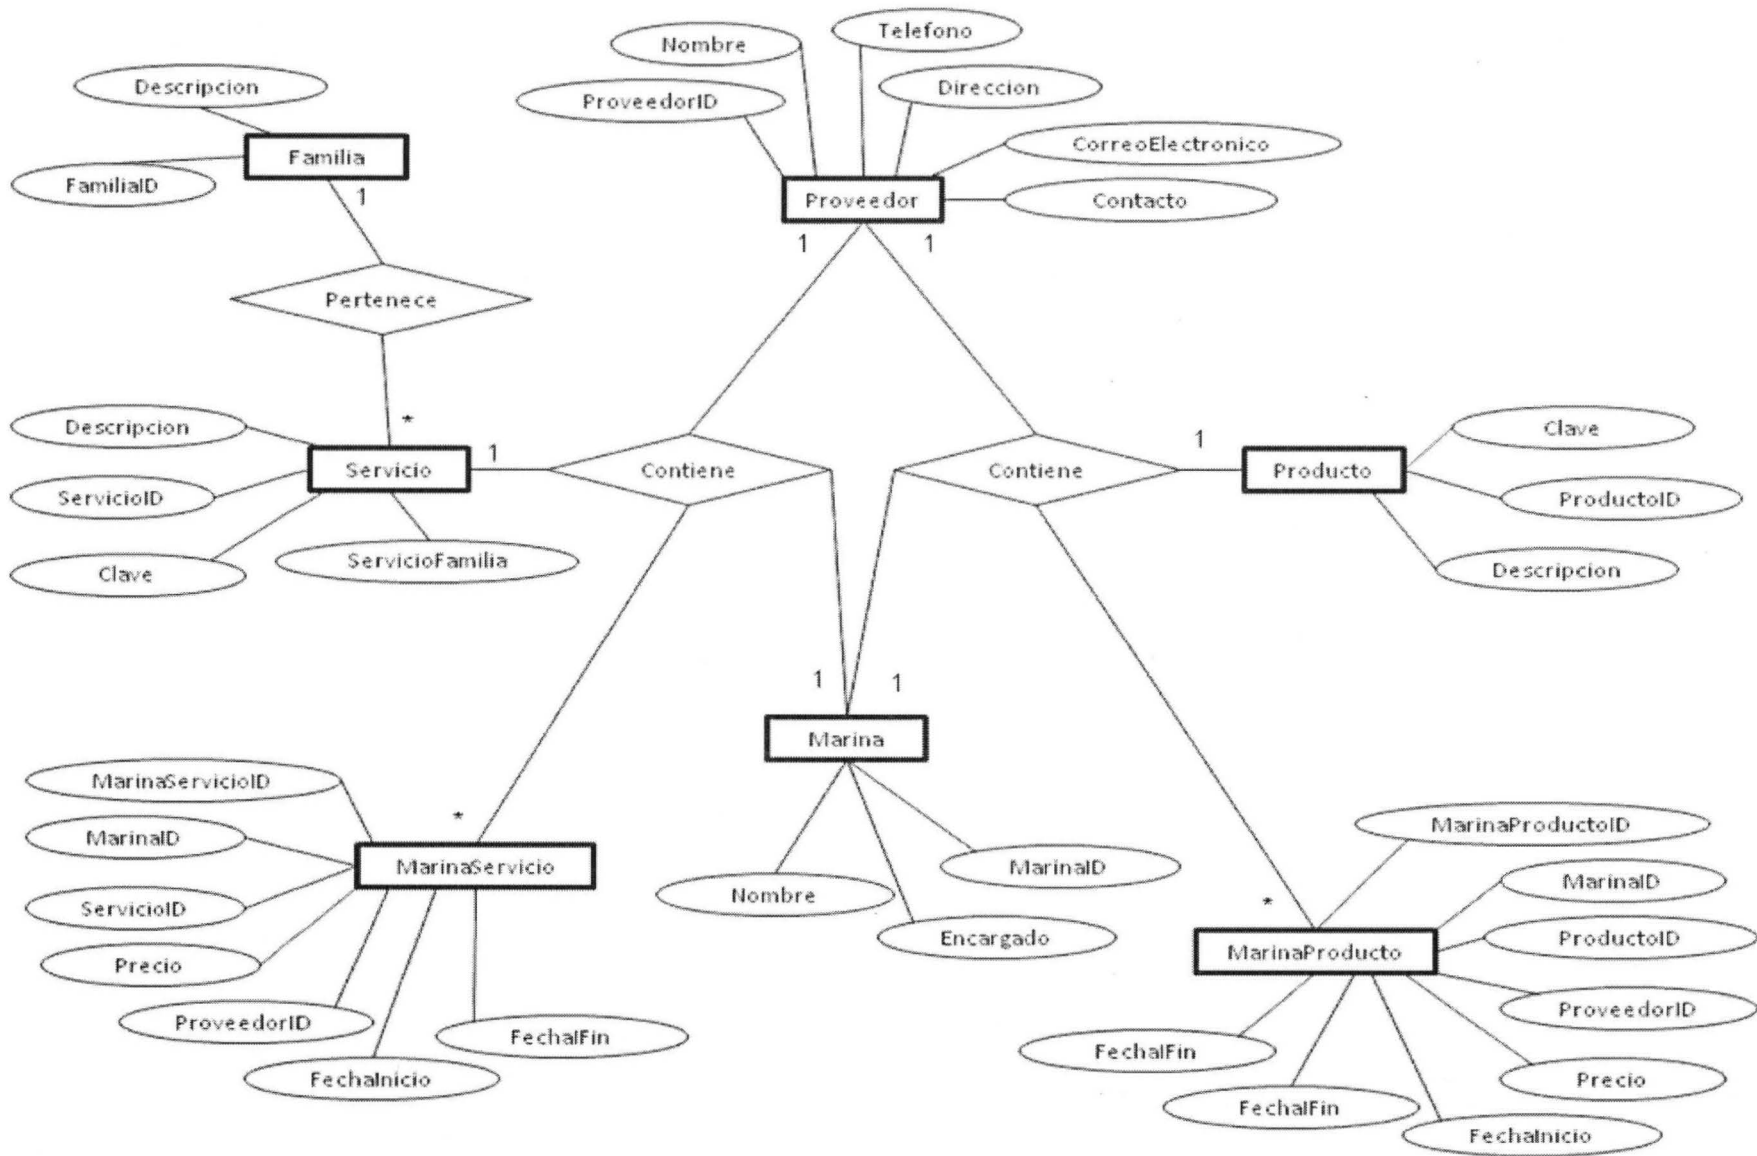 Nombre
Telefono
Descripcion
ProveedorID
Direccion
Familia
CorreoElectronico
FamiliaID
1
Proveedor
Contacto
1
1
Pertenece
Descripcion
*
Clave
1
1
Servicio
Contiene
Contiene
Producto
ServicioID
ProductoID
Clave
ServicioFamilia
Descripcion
1
1
Marina
MarinaServicioID
*
MarinaProductoID
MarinaID
MarinaServicio
MarinaID
MarinaID
Nombre
*
ServicioID
Encargado
ProductoID
MarinaProducto
Precio
ProveedorID
ProveedorID
FechaIFin
FechaIFin
FechaInicio
Precio
FechaIFin
FechaInicio